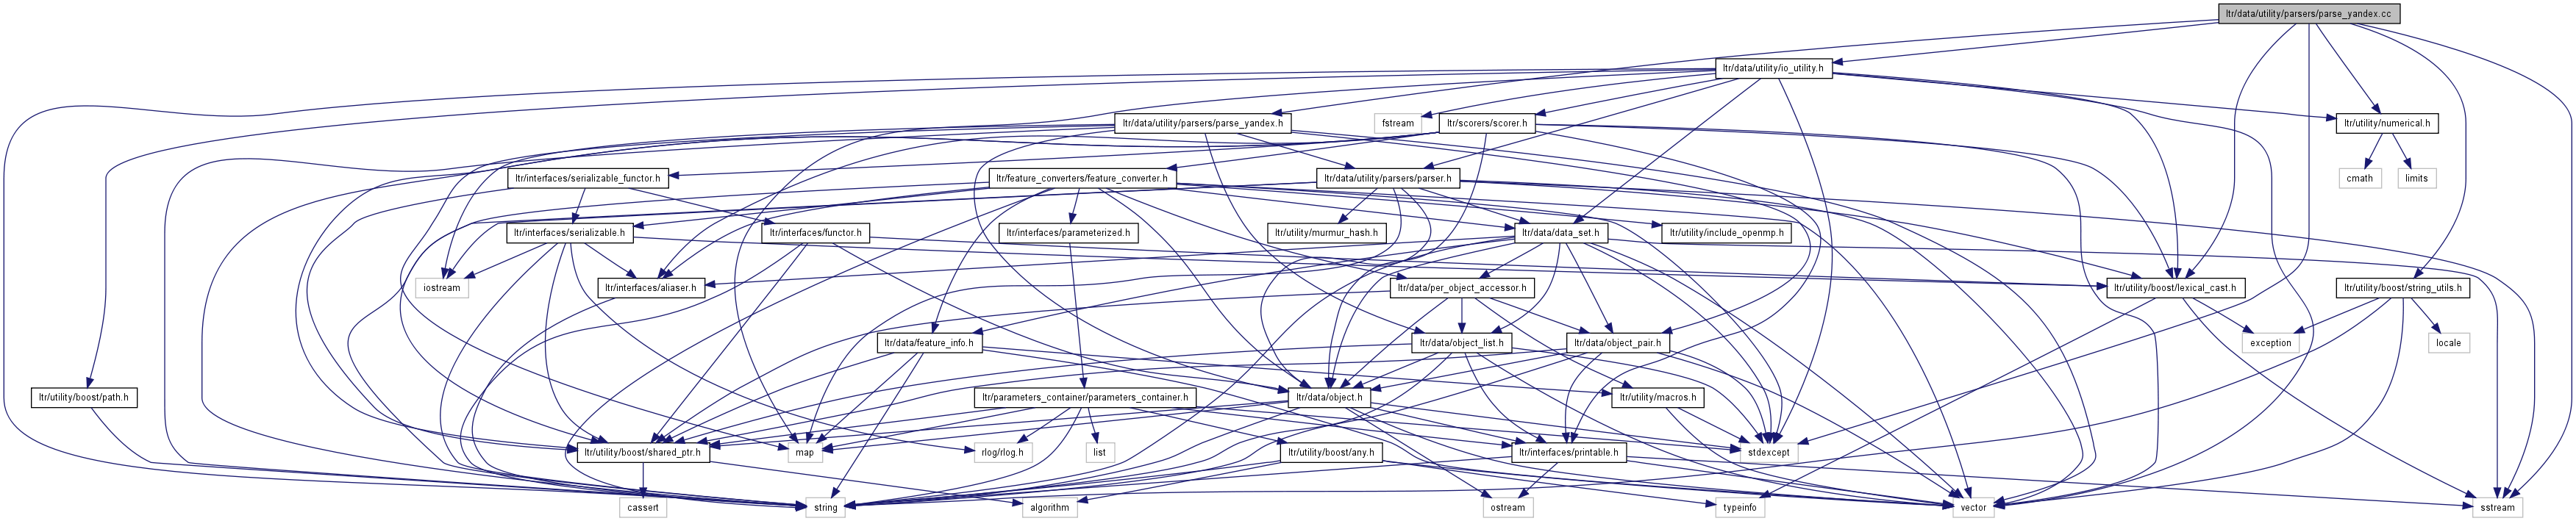 ltr/data/utility/parsers/parse_yandex.cc
ltr/data/utility/io_utility.h
ltr/data/utility/parsers/parse_yandex.h
fstream
ltr/scorers/scorer.h
ltr/utility/numerical.h
ltr/interfaces/serializable_functor.h
ltr/feature_converters/feature_converter.h
ltr/data/utility/parsers/parser.h
cmath
limits
ltr/interfaces/serializable.h
ltr/interfaces/functor.h
ltr/interfaces/parameterized.h
ltr/utility/murmur_hash.h
ltr/data/data_set.h
ltr/utility/include_openmp.h
iostream
ltr/interfaces/aliaser.h
ltr/data/per_object_accessor.h
ltr/utility/boost/lexical_cast.h
ltr/utility/boost/string_utils.h
ltr/data/feature_info.h
ltr/data/object_list.h
ltr/data/object_pair.h
exception
locale
ltr/utility/boost/path.h
ltr/parameters_container/parameters_container.h
ltr/data/object.h
ltr/utility/macros.h
ltr/utility/boost/shared_ptr.h
map
rlog/rlog.h
list
ltr/utility/boost/any.h
ltr/interfaces/printable.h
stdexcept
cassert
string
algorithm
ostream
typeinfo
vector
sstream